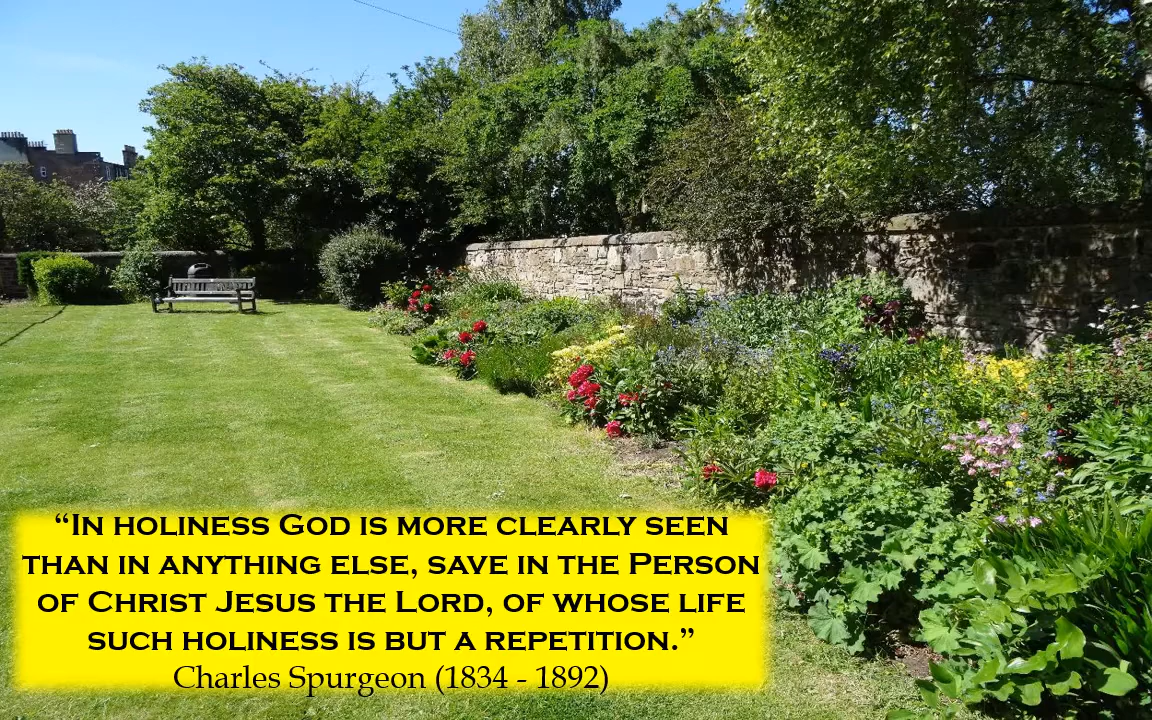 “In holiness God is more clearly seen
than in anything else, save in the Person
of Christ Jesus the Lord, of whose life
such holiness is but a repetition.”
Charles Spurgeon (1834 - 1892)